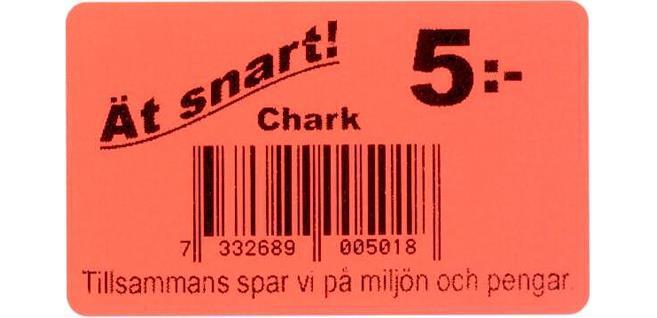 Ät snart!
5:-
Chark
7 332689 005018
Tillsammans spar vi på miljön och pengar.